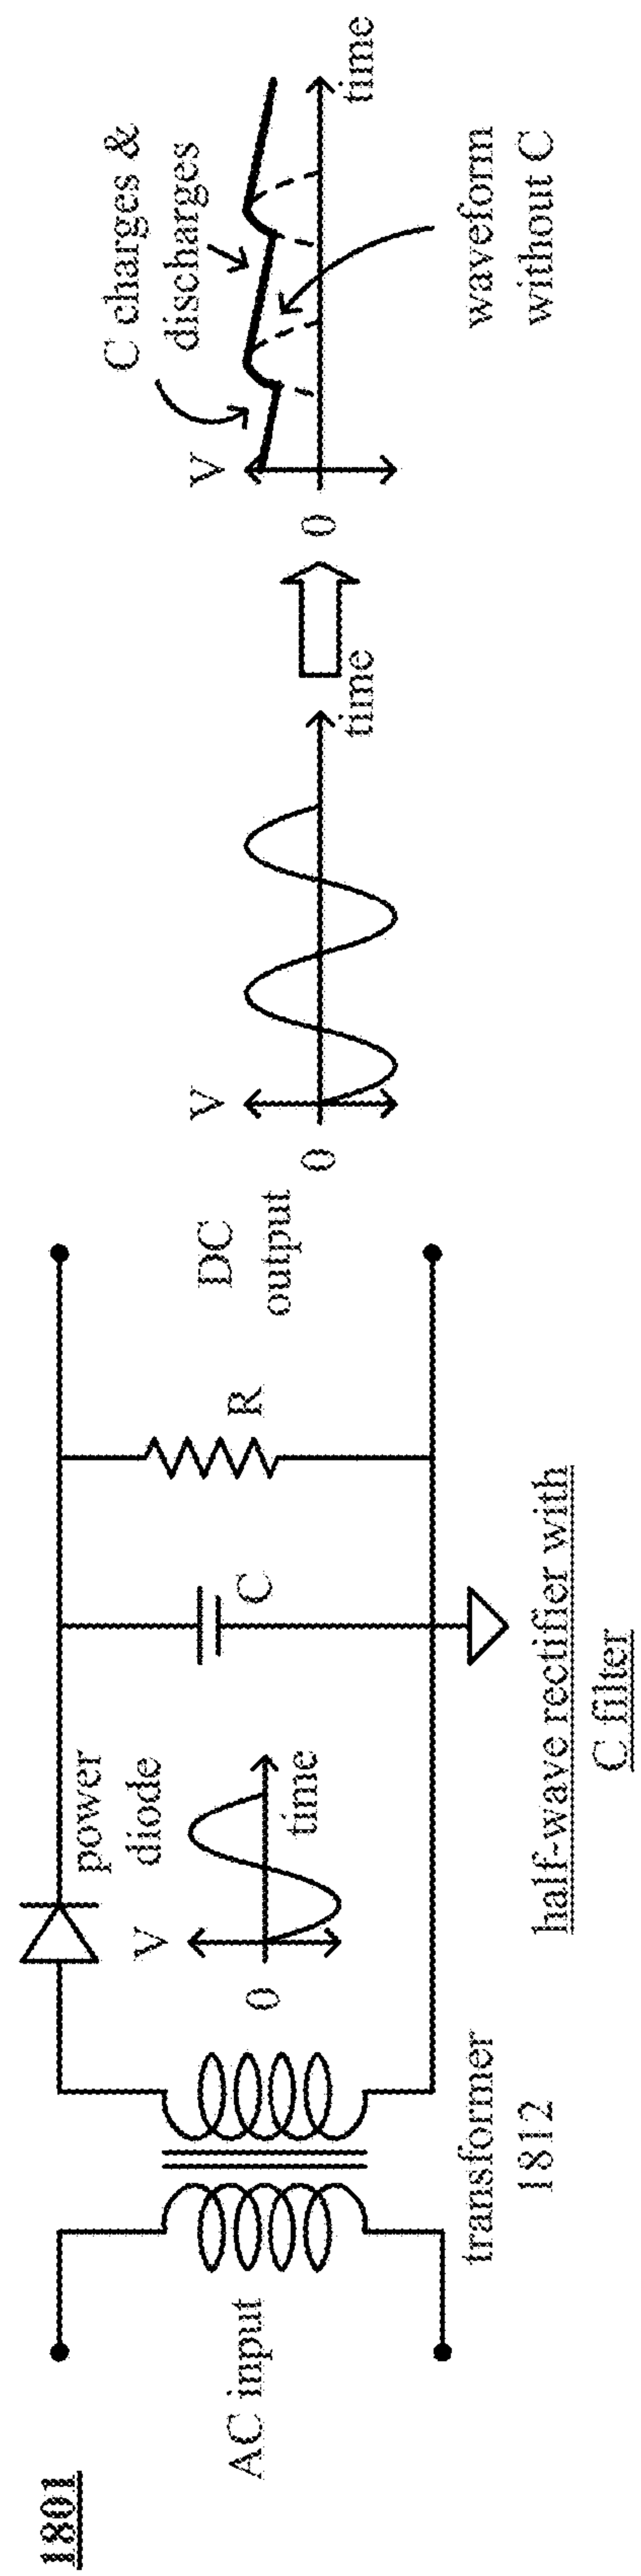 1801
AC input
transformer
1812
V
0
time
power
diode
C
R
half-wave rectifier with
C filter
DC
output
V
0
time
V
0
time
C charges &
discharges
waveform
without C